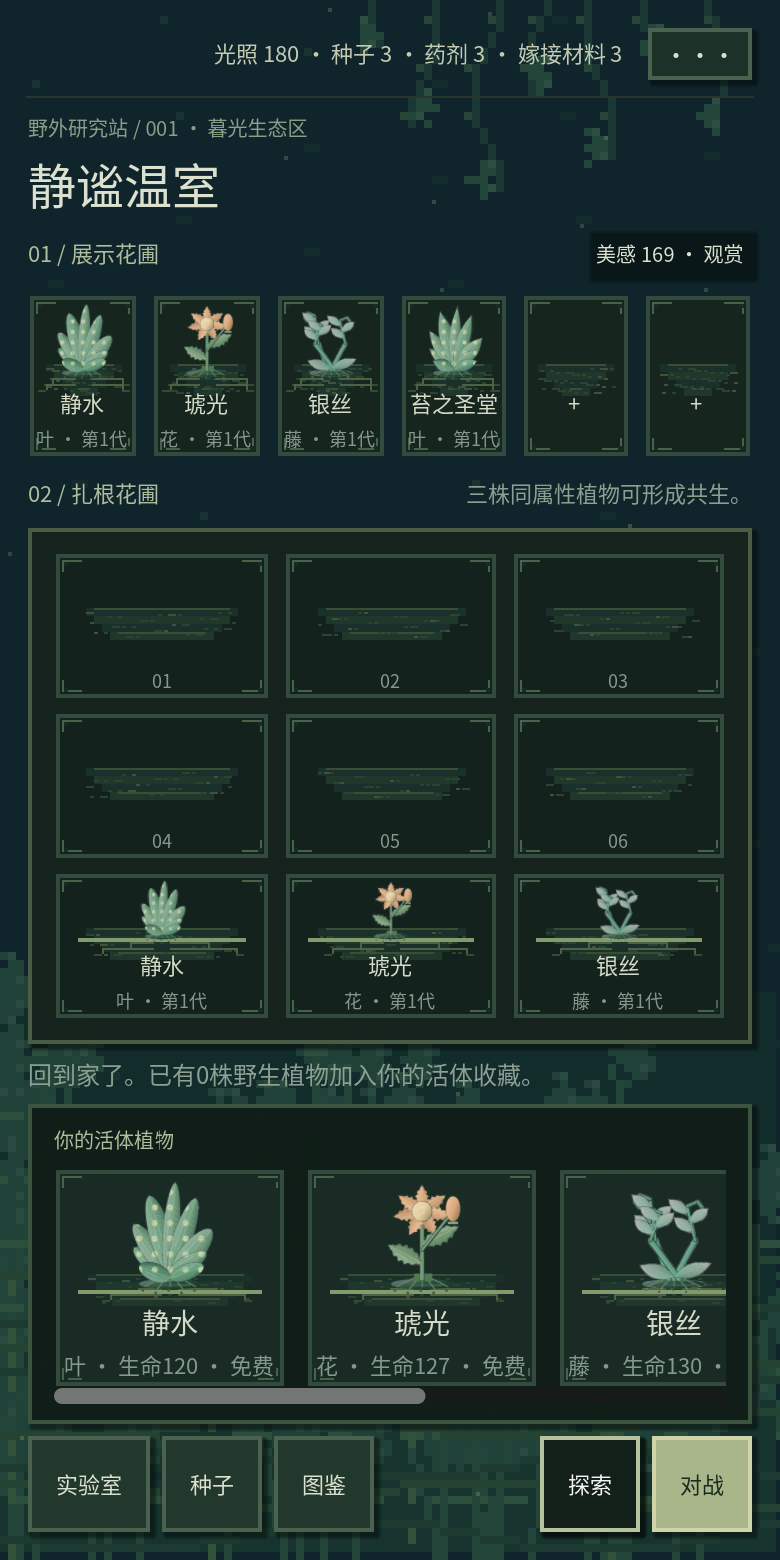 光照 180 · 种子 3 · 药剂 3 · 嫁接材料 3
• • •
野外研究站 / 001 · 暮光生态区
静谧温室
01 / 展示花圃
美感 169 · 观赏
静水
叶 · 第1代
琥光
花 · 第1代
银丝
藤 · 第1代
苔之圣堂
叶 · 第1代
+
+
02 / 扎根花圃
三株同属性植物可形成共生。
01
02
03
04
05
06
静水
叶 · 第1代
琥光
花 · 第1代
银丝
藤 · 第1代
回到家了。已有0株野生植物加入你的活体收藏。
你的活体植物
静水
叶 · 生命120 · 免费
琥光
花 · 生命127 · 免费
银丝
藤 · 生命130 ·
实验室
种子
图鉴
探索
对战